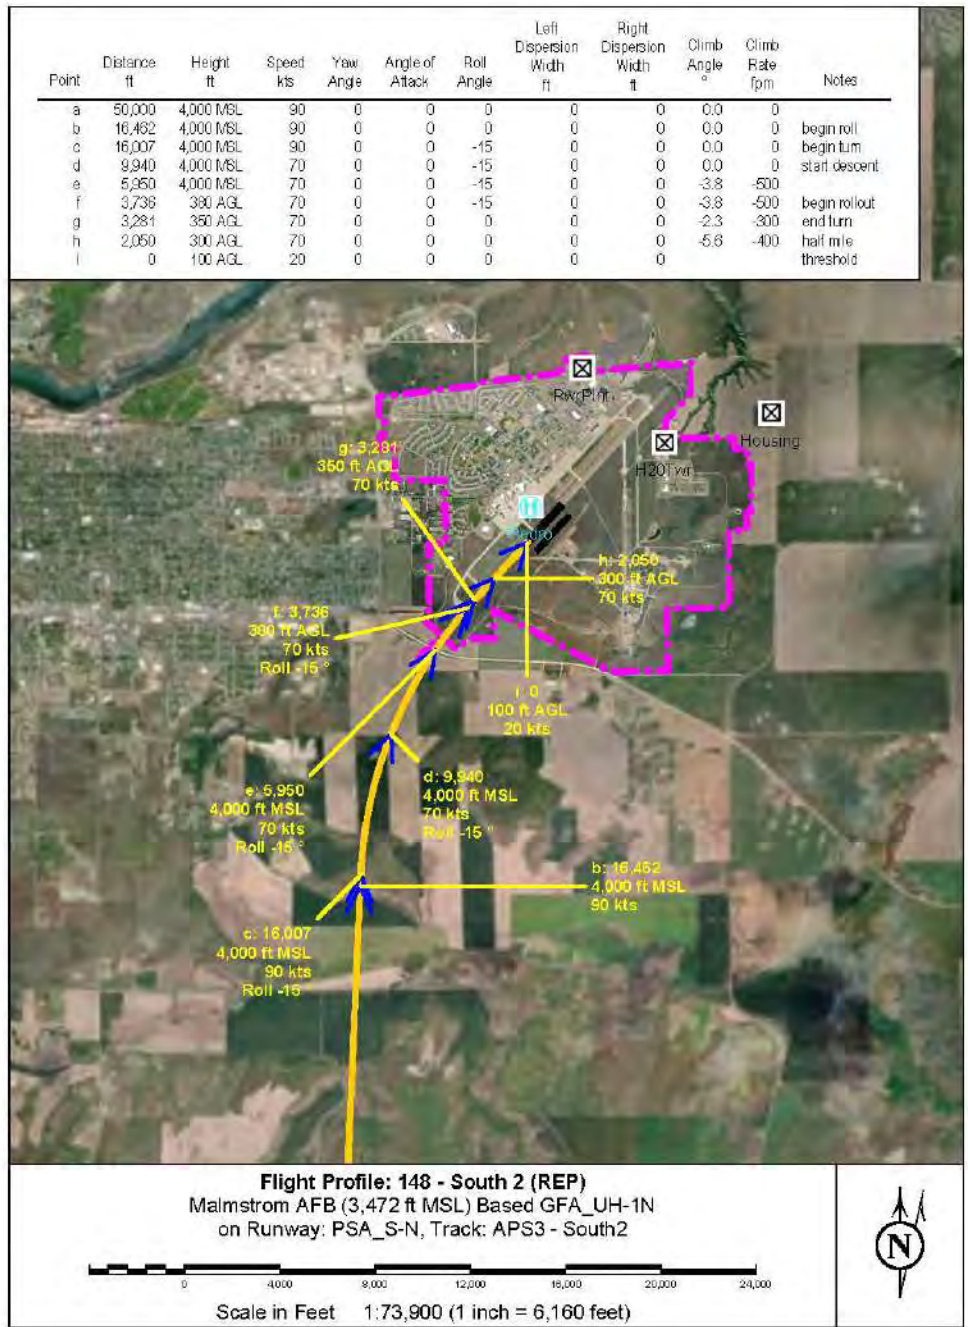 Left Right
Dispersion Dispersion Climb Climb
Distance Height Speed Yaw Angle of Roll Width Width Angle Rate
Point ft ft kts Angle Attack Angle ft ft ° fpm Notes
a 50,000 4,000 MSL 90 0 0 0 0 0 0.0 0
b 16,462 4,000 MSL 90 0 0 0 0 0 0.0 0 begin roll
c 16,007 4,000 MSL 90 0 0 -15 0 0 0.0 0 begin turn
d 9,940 4,000 MSL 70 0 0 -15 0 0 0.0 0 start descent
e 5,950 4,000 MSL 70 0 0 -15 0 0 -3.8 -500
f 3,736 380 AGL 70 0 0 -15 0 0 -3.8 -500 begin rollout
g 3,281 350 AGL 70 0 0 0 0 0 -2.3 -300 end turn
h 2,050 300 AGL 70 0 0 0 0 0 -5.6 -400 half mile
i 0 100 AGL 20 0 0 0 0 0 threshold
RwrPlnt
Housing
H20Twr
g: 3,281
350 ft AGL
70 kts
h: 2,050
300 ft AGL
70 kts
f: 3,736
380 ft AGL
70 kts
Roll -15 °
i: 0
100 ft AGL
20 kts
e: 5,950
4,000 ft MSL
70 kts
Roll -15 °
d: 9,940
4,000 ft MSL
70 kts
Roll -15 °
b: 16,462
4,000 ft MSL
90 kts
c: 16,007
4,000 ft MSL
90 kts
Roll -15 °
Flight Profile: 148 - South 2 (REP)
Malmstrom AFB (3,472 ft MSL) Based GFA_UH-1N
on Runway: PSA_S-N, Track: APS3 - South2
0 4,000 8,000 12,000 16,000 20,000 24,000
Scale in Feet 1:73,900 (1 inch = 6,160 feet)
N